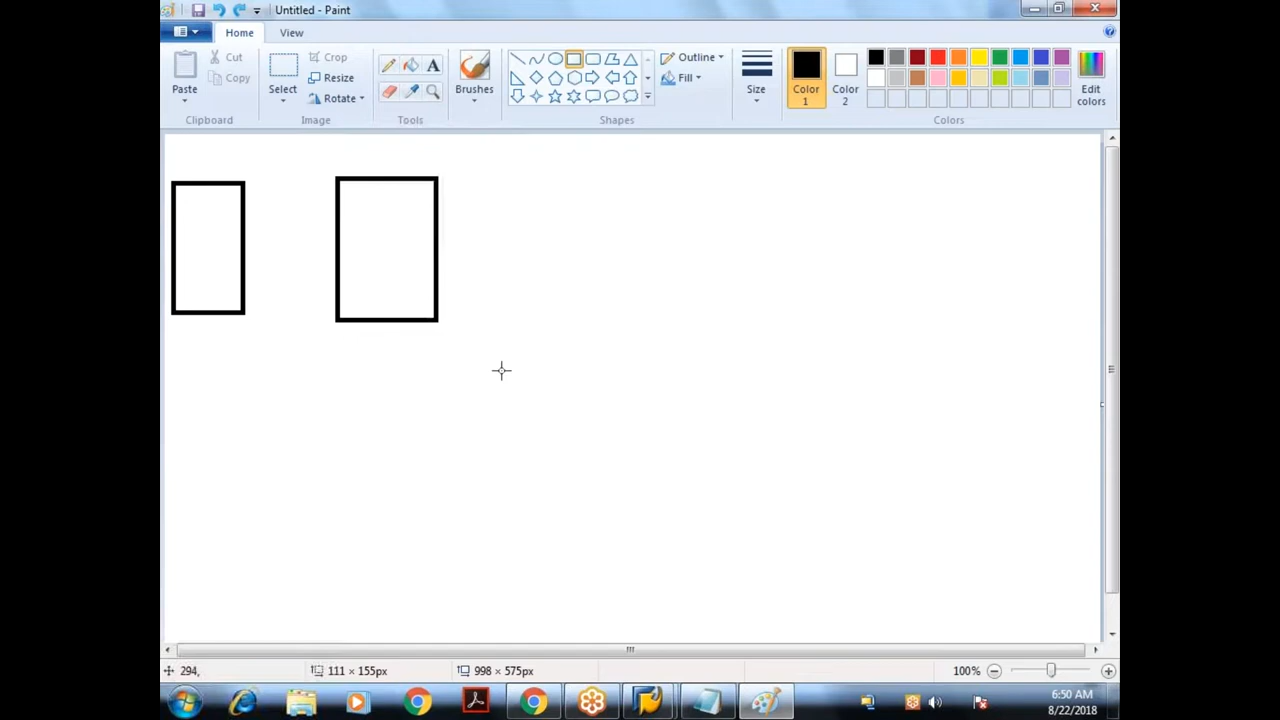 Untitled - Paint
Home View
Paste
Cut
Copy
Clipboard
Select
Crop
Resize
Rotate
Image
A
Tools
Brushes
Shapes
Outline
Fill
Size
Color 1
Color 2
Edit colors
Colors
294,
111 × 155px
998 × 575px
100%
6:50 AM
8/22/2018